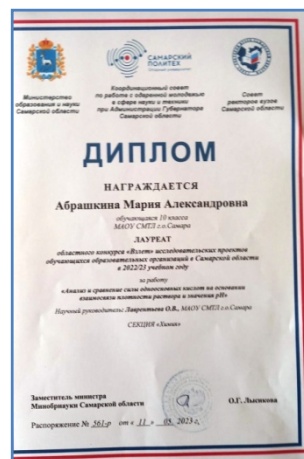 Министерство
образования и науки
Самарской области
САМАРСКИЙ
ПОЛИТЕХ
Координационный совет
по работе с одаренной молодежью
в сфере науки и техники
при Администрации Губернатора
Самарской области
Совет
ректоров вузов
Самарской области
ДИПЛОМ
НАГРАЖДАЕТСЯ
Абрашкина Мария Александровна
обучающаяся 10 класса
МАОУ СМТЛ г.о.Самара
ЛАУРЕАТ
областного конкурса «Взлет» исследовательских проектов
обучающихся образовательных организаций в Самарской области
в 2022/23 учебном году
за работу
«Анализ и сравнение силы одноосновных кислот на основании
взаимосвязи плотности раствора и значения рН»
Научный руководитель: Лаврентьева О.В., МАОУ СМТЛ г.о.Самара
СЕКЦИЯ «Химия»
Заместитель министра
Минобрнауки Самарской области
О.Г. Лысикова
Распоряжение № 561-р от « 11 » 05. 2023 г.